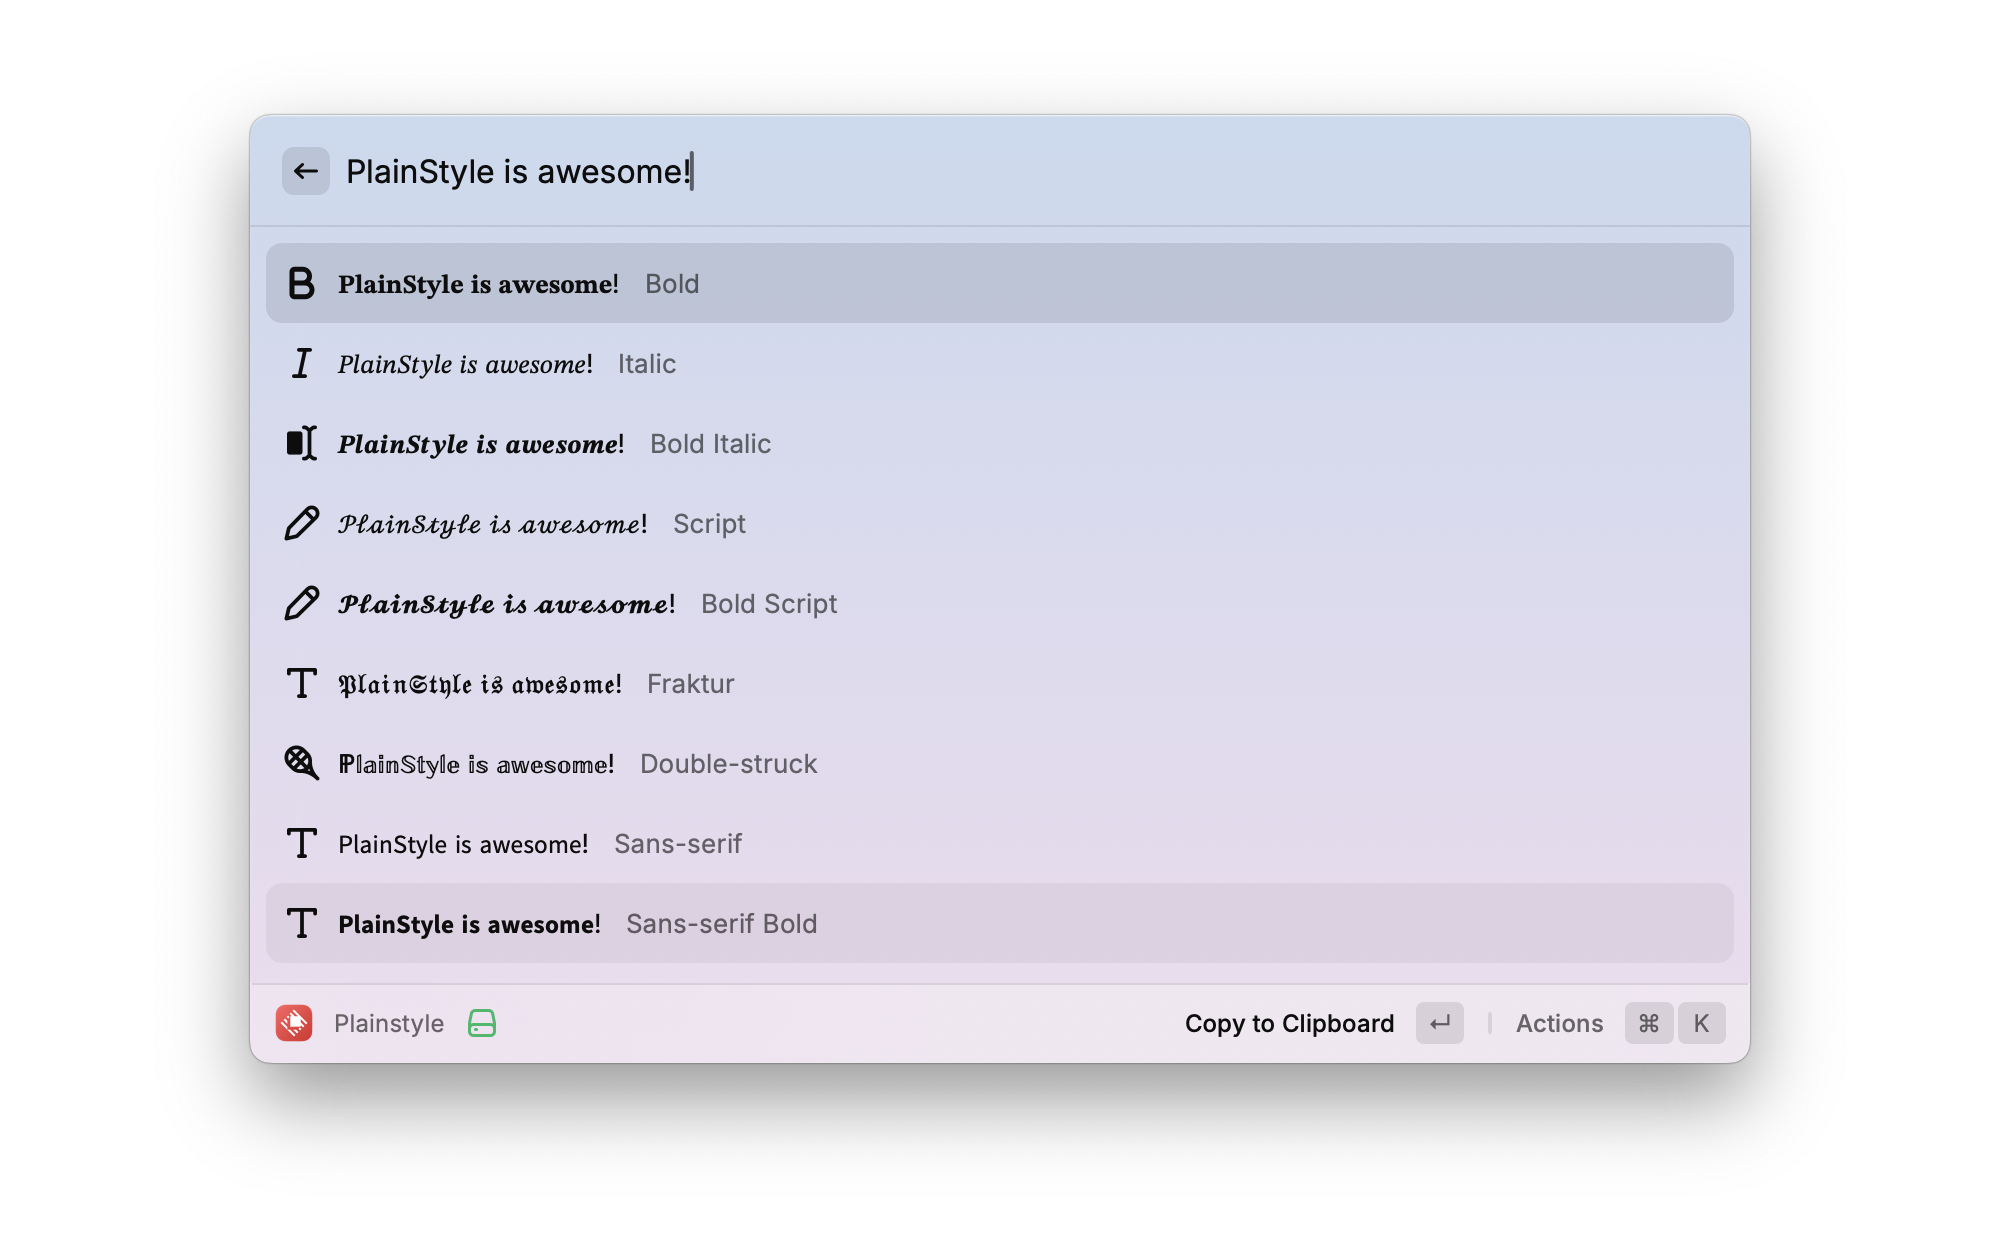 PlainStyle is awesome!
𝐏𝐥𝐚𝐢𝐧𝐒𝐭𝐲𝐥𝐞 𝐢𝐬 𝐚𝐰𝐞𝐬𝐨𝐦𝐞! Bold
𝑃𝑙𝑎𝑖𝑛𝑆𝑡𝑦𝑙𝑒 𝑖𝑠 𝑎𝑤𝑒𝑠𝑜𝑚𝑒! Italic
𝑷𝒍𝒂𝒊𝒏𝑺𝒕𝒚𝒍𝒆 𝒊𝒔 𝒂𝒘𝒆𝒔𝒐𝒎𝒆! Bold Italic
𝒫𝓁𝒶𝒾𝓃𝒮𝓉𝓎𝓁ℯ 𝒾𝓈 𝒶𝓌ℯ𝓈ℴ𝓂ℯ! Script
𝓟𝓵𝓪𝓲𝓷𝓢𝓽𝔂𝓵𝓮 𝓲𝓼 𝓪𝔀𝓮𝓼𝓸𝓶𝓮! Bold Script
𝔓𝔩𝔞𝔦𝔫𝔖𝔱𝔶𝔩𝔢 𝔦𝔰 𝔞𝔴𝔢𝔰𝔬𝔪𝔢! Fraktur
ℙ𝕝𝕒𝕚𝕟𝕊𝕥𝕪𝕝𝕖 𝕚𝕤 𝕒𝕨𝕖𝕤𝕠𝕞𝕖! Double-struck
𝖯𝗅𝖺𝗂𝗇𝖲𝗍𝗒𝗅𝖾 𝗂𝗌 𝖺𝗐𝖾𝗌𝗈𝗆𝖾! Sans-serif
𝗣𝗹𝗮𝗶𝗻𝗦𝘁𝘆𝗹𝗲 𝗶𝘀 𝗮𝘄𝗲𝘀𝗼𝗺𝗲! Sans-serif Bold
Plainstyle Copy to Clipboard ↵ Actions ⌘ K